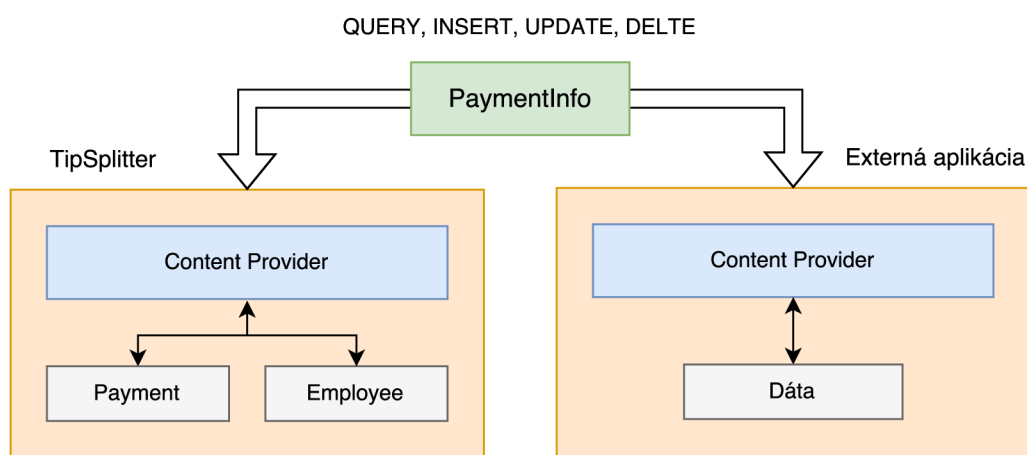 QUERY, INSERT, UPDATE, DELTE
PaymentInfo
TipSplitter
Externá aplikácia
Content Provider
Content Provider
Payment
Employee
Dáta